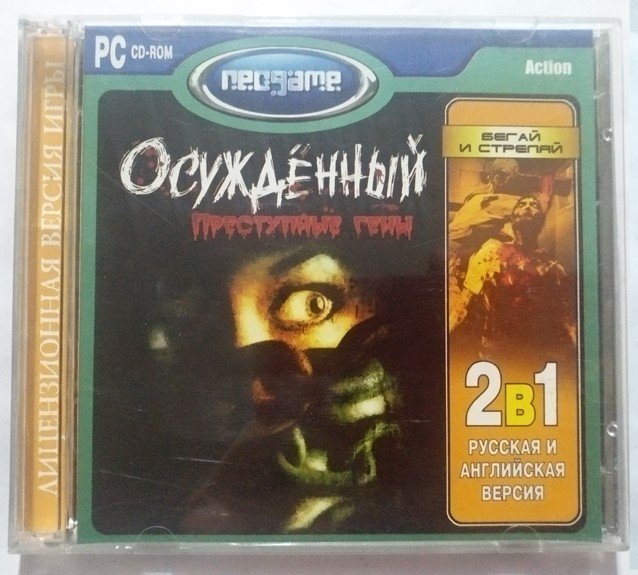 PC CD-ROM
neogame
Action
ЛИЦЕНЗИОННАЯ ВЕРСИЯ ИГРЫ
БЕГАЙ
И СТРЕЛЯЙ
ОСУЖДЁННЫЙ
ПРЕСТУПНЫЕ ГЕНЫ
2в1
РУССКАЯ И
АНГЛИЙСКАЯ
ВЕРСИЯ